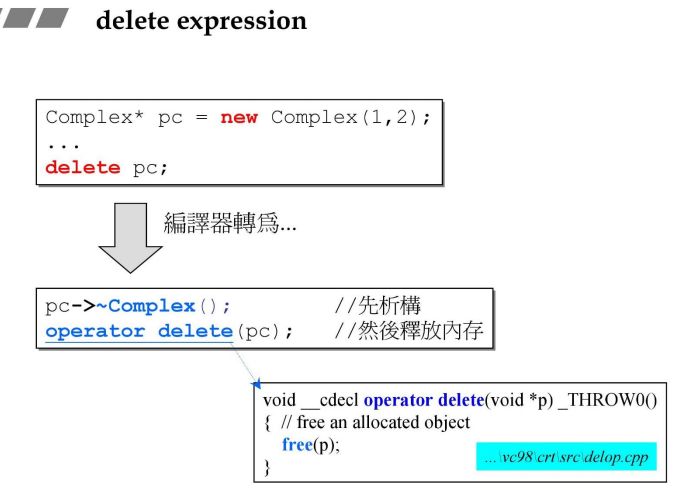 delete expression
Complex* pc = new Complex(1,2);
...
delete pc;
編譯器轉為...
pc->~Complex(); //先析構
operator delete(pc); //然後釋放內存
void __cdecl operator delete(void *p) _THROW0()
{ // free an allocated object
free(p);
...\vc98\crt\src\delop.cpp
}